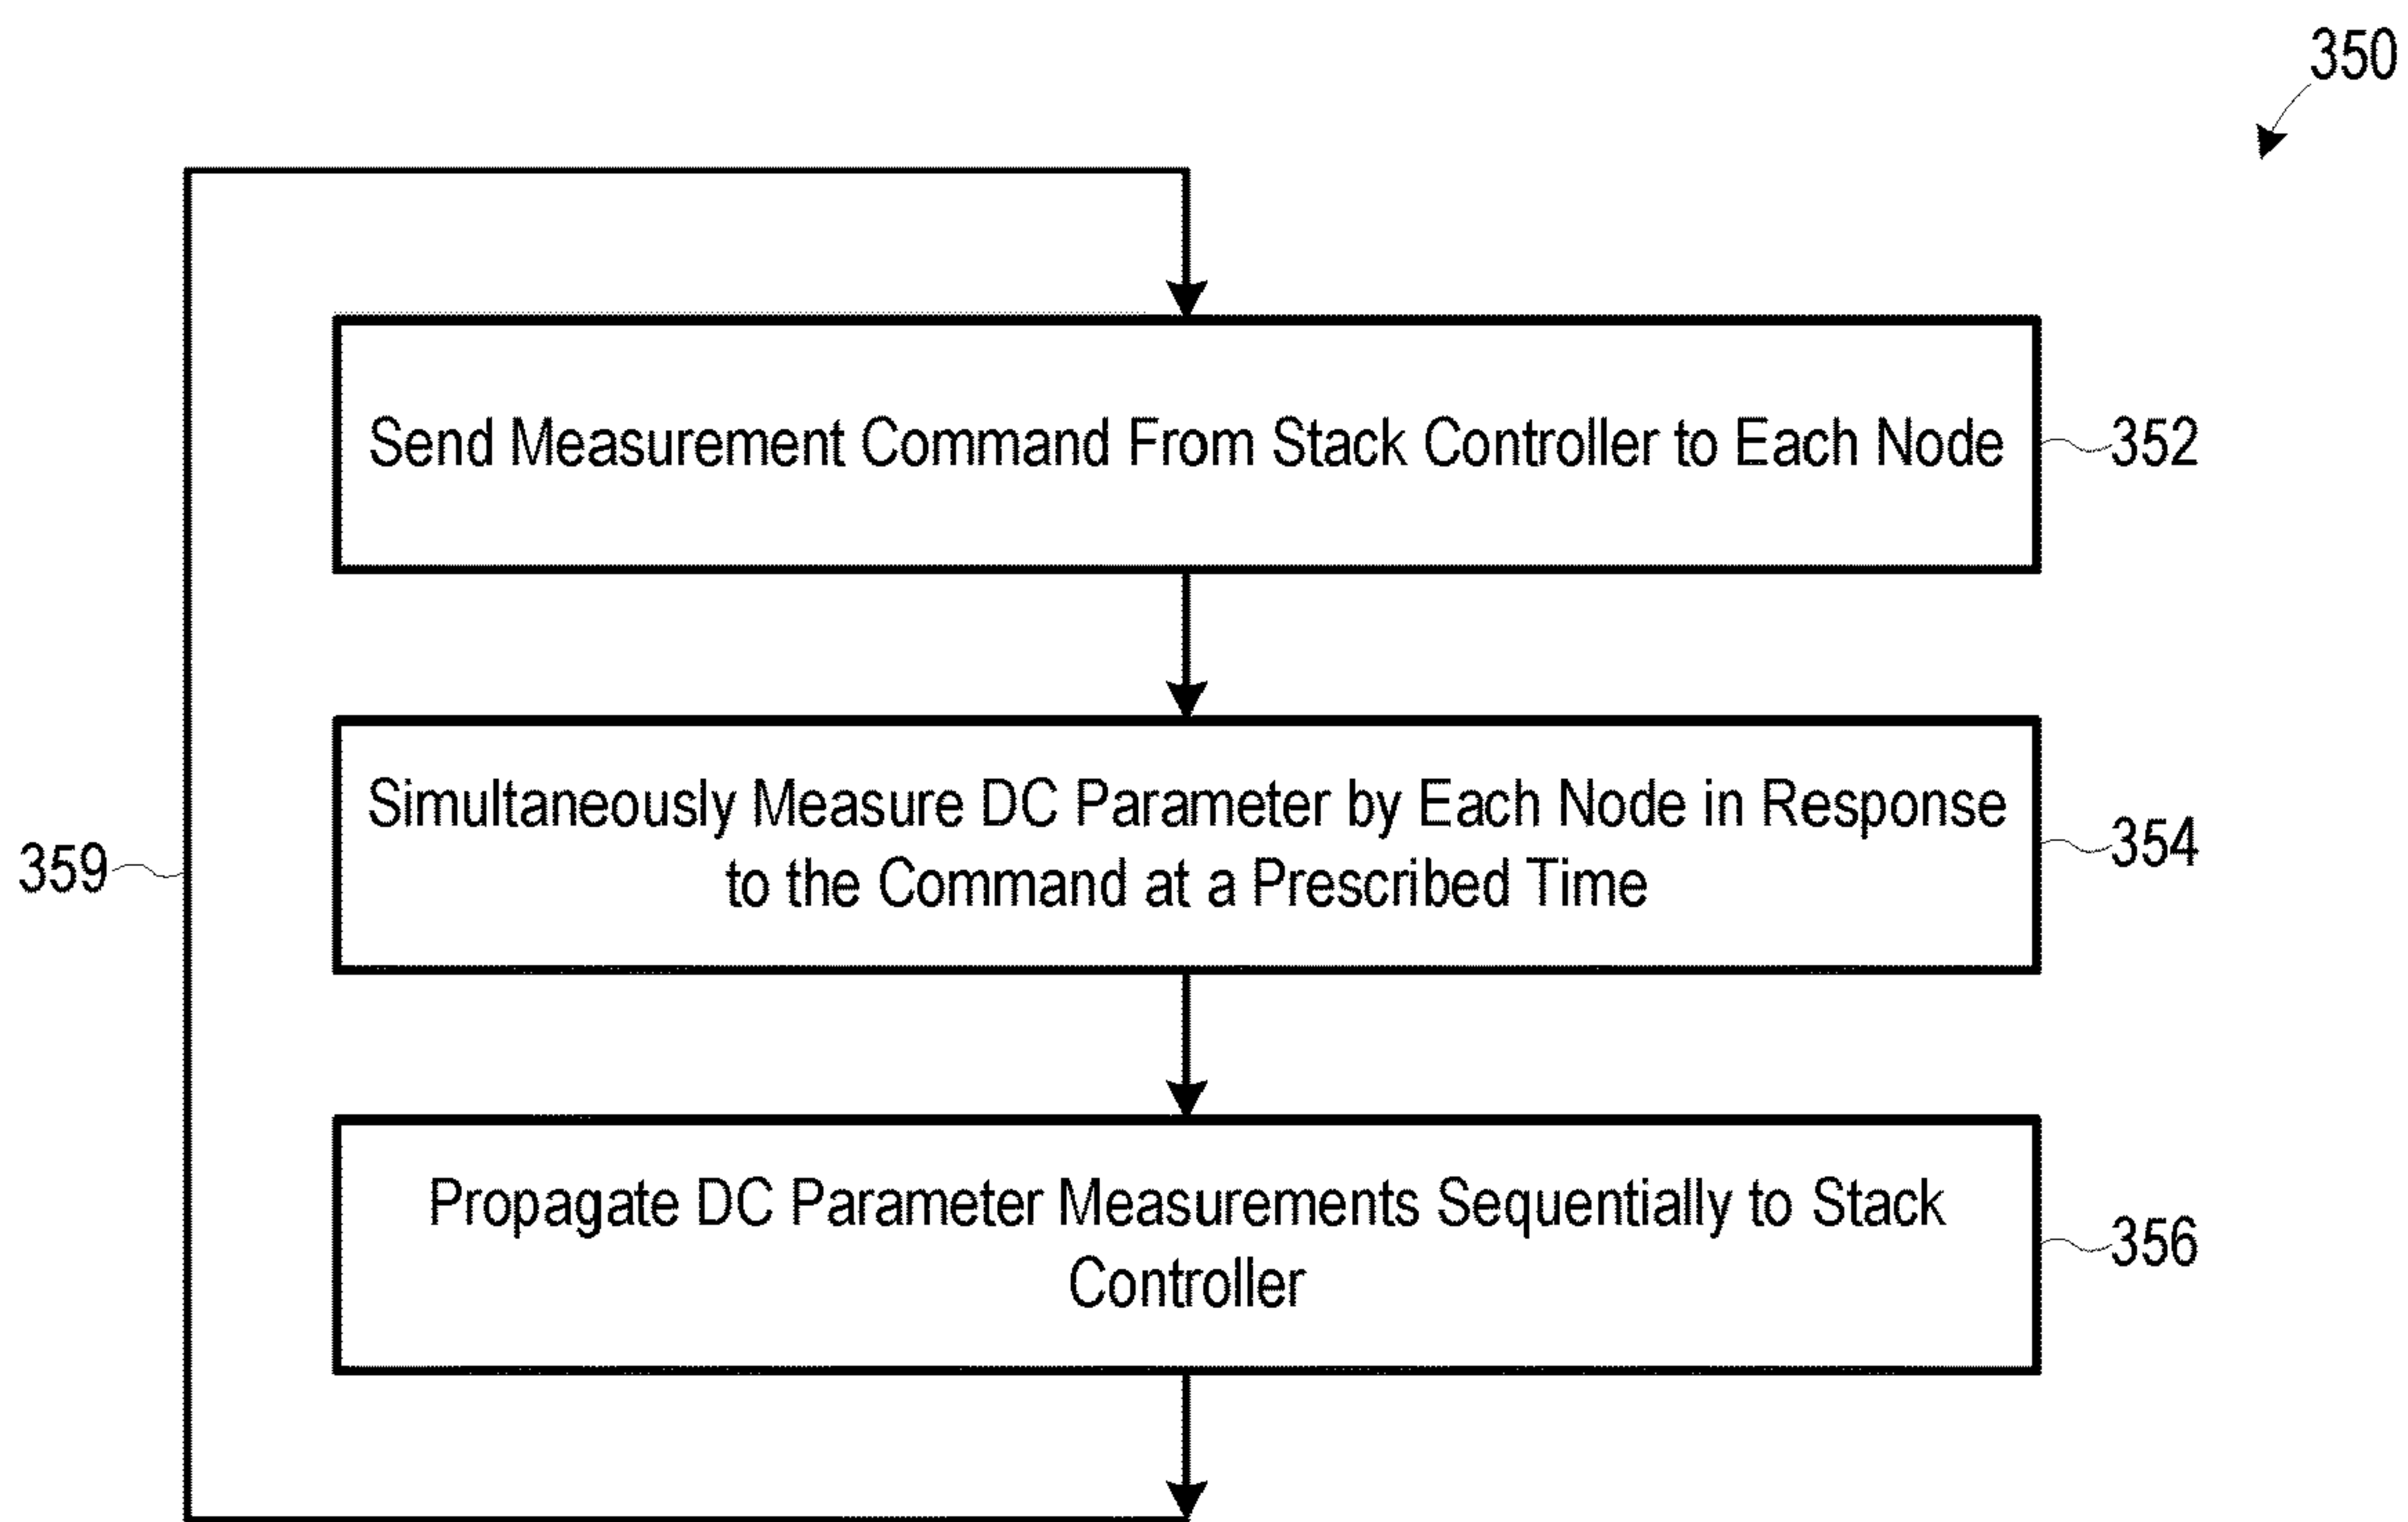 350
Send Measurement Command From Stack Controller to Each Node
352
Simultaneously Measure DC Parameter by Each Node in Response
to the Command at a Prescribed Time
354
359
Propagate DC Parameter Measurements Sequentially to Stack
Controller
356